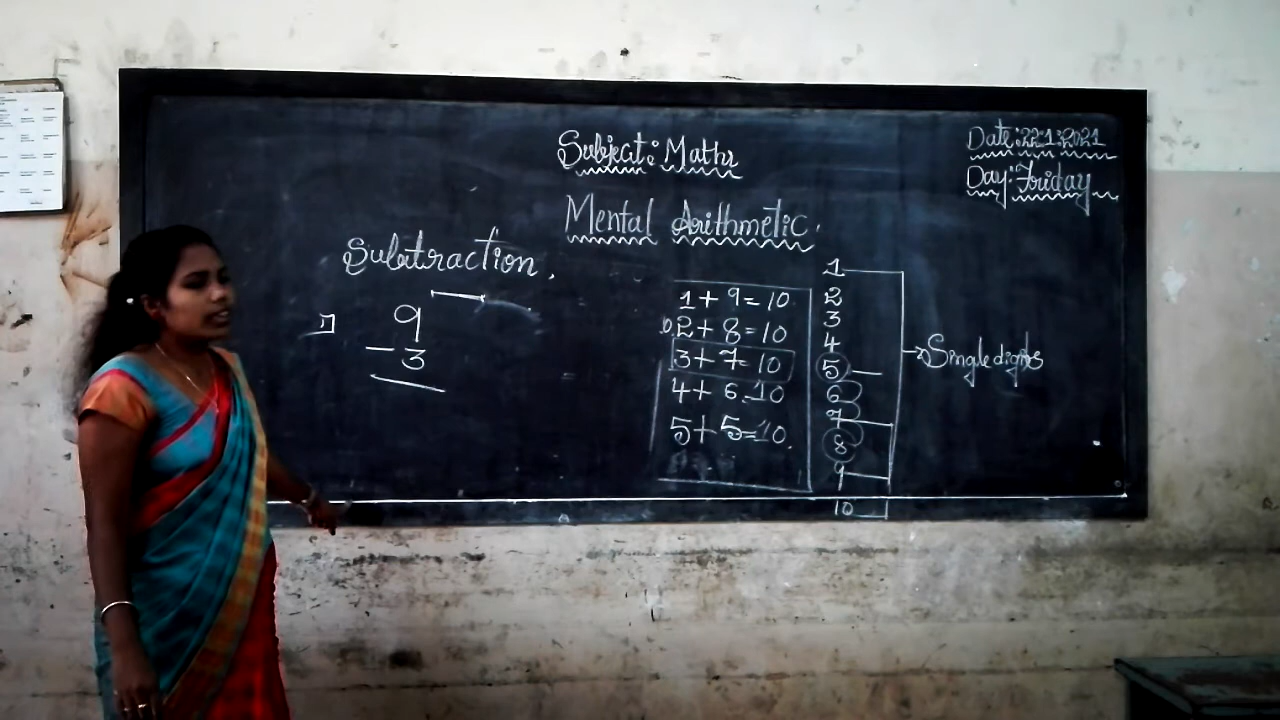 Subject: Maths
Date: 22.1.2021
Day: Friday
Mental Arithmetic.
Subtraction.
9
- 3
1 + 9 = 10
2 + 8 = 10
3 + 7 = 10
4 + 6 = 10
5 + 5 = 10
1
2
3
4
5
6
7
8
9
10
Single digits